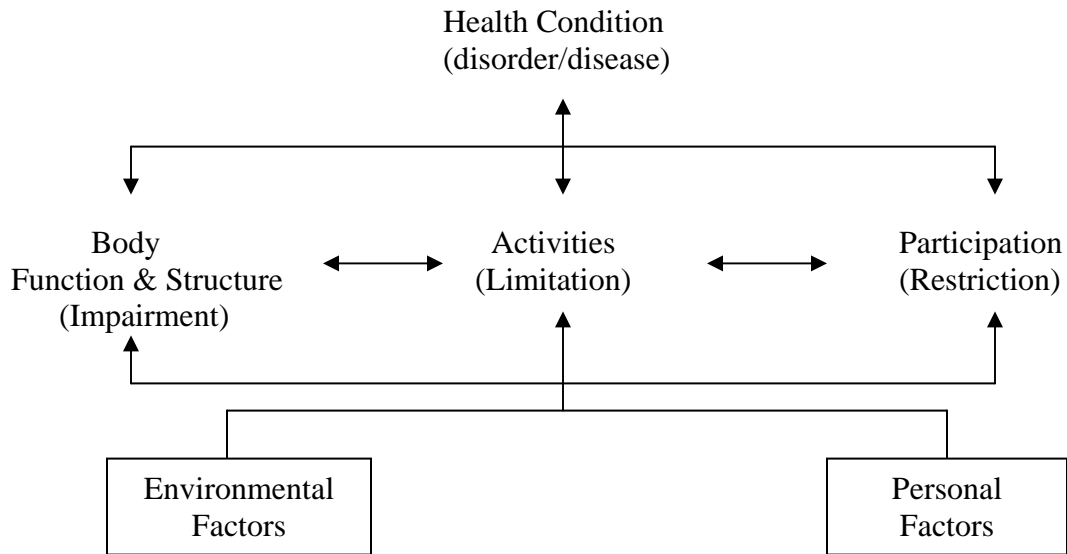 Health Condition
(disorder/disease)
Body
Function & Structure
(Impairment)
Activities
(Limitation)
Participation
(Restriction)
Environmental
Factors
Personal
Factors